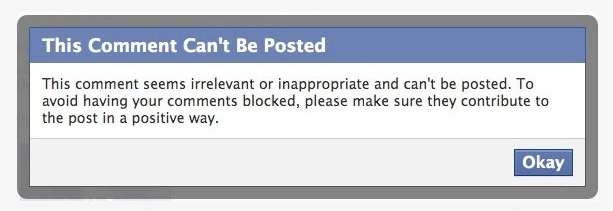 This Comment Can't Be Posted
This comment seems irrelevant or inappropriate and can't be posted. To
avoid having your comments blocked, please make sure they contribute to
the post in a positive way.
Okay